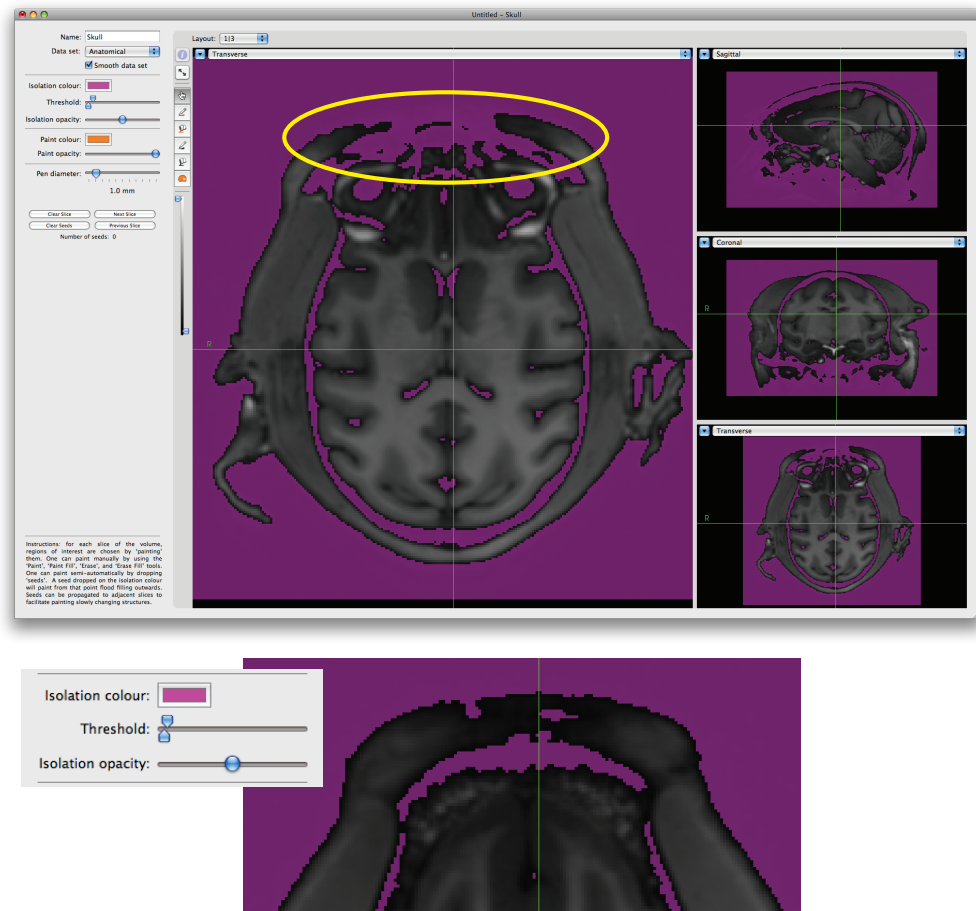 Untitled – Skull
Name: Skull
Data set: Anatomical
Smooth data set
Isolation colour:
Threshold:
Isolation opacity:
Paint colour:
Paint opacity:
Pen diameter:
1.0 mm
Clear Slice Next Slice
Clear Seeds Previous Slice
Number of seeds: 0
Instructions: for each slice of the volume,
regions of interest are chosen by 'painting'
them. One can paint manually by using the
'Paint', 'Paint Fill', 'Erase', and 'Erase Fill' tools.
One can paint semi-automatically by dropping
'seeds'. A seed dropped on the isolation colour
will paint from that point flood filling outwards.
Seeds can be propagated to adjacent slices to
facilitate painting slowly changing structures.
Layout: 1|3
Transverse
R
Sagittal
Coronal
R
Transverse
R
Isolation colour:
Threshold:
Isolation opacity: